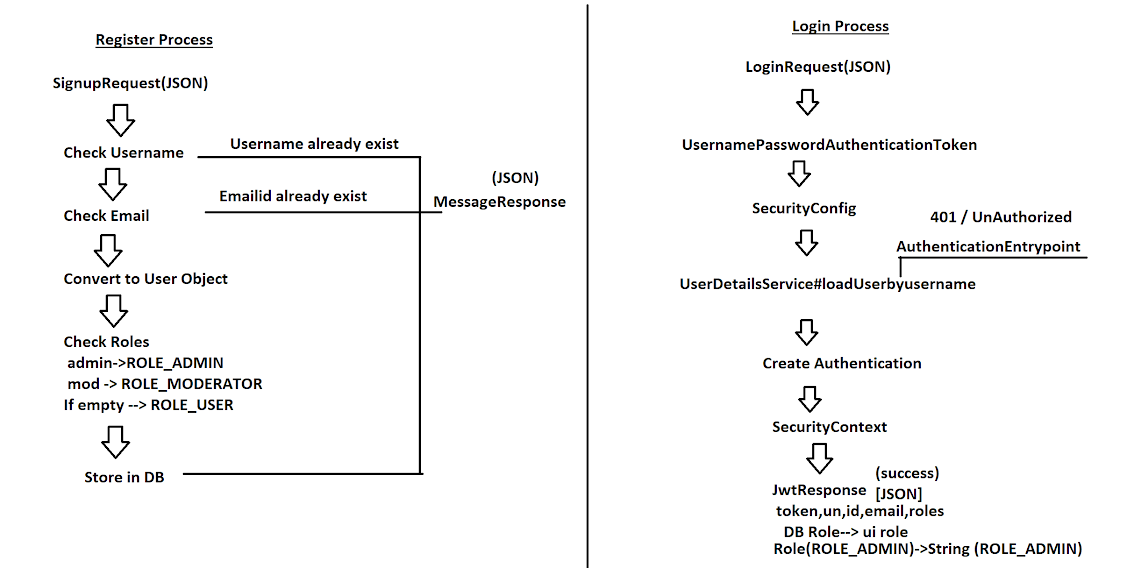 Register Process
SignupRequest(JSON)
Check Username
Username already exist
Emailid already exist
(JSON)
MessageResponse
Check Email
Convert to User Object
Check Roles
admin->ROLE_ADMIN
mod -> ROLE_MODERATOR
If empty --> ROLE_USER
Store in DB
Login Process
LoginRequest(JSON)
UsernamePasswordAuthenticationToken
SecurityConfig
401 / UnAuthorized
AuthenticationEntrypoint
UserDetailsService#loadUserbyusername
Create Authentication
SecurityContext
(success)
JwtResponse [JSON]
token,un,id,email,roles
DB Role--> ui role
Role(ROLE_ADMIN)->String (ROLE_ADMIN)